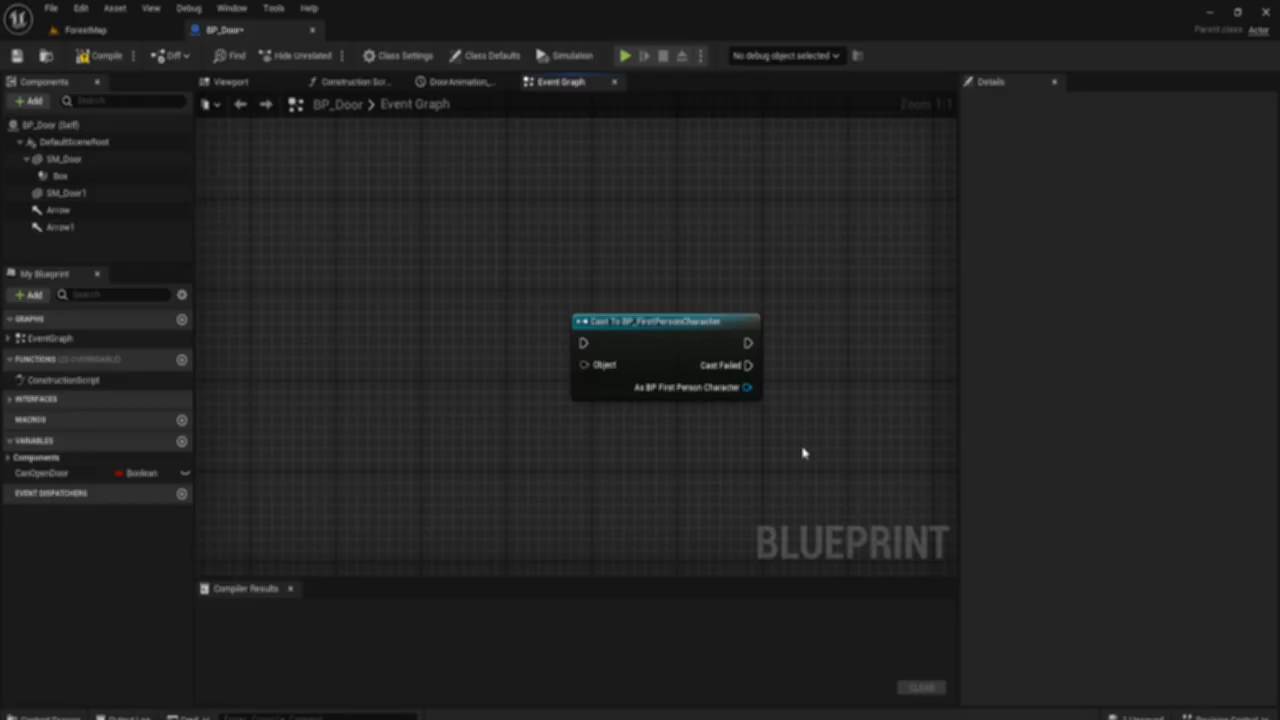 File Edit Asset View Debug Window Tools Help
ForestMap BP_Door•
Parent class: Actor
Compile Diff Find Hide Unrelated Class Settings Class Defaults Simulation No debug object selected
Components
Viewport Construction Scr... DoorAnimation_... Event Graph
Details
Add Search
BP_Door > Event Graph
Zoom 1:1
BP_Door (Self)
DefaultSceneRoot
SM_Door
Box
SM_Door1
Arrow
Arrow1
My Blueprint
Add Search
GRAPHS
EventGraph
FUNCTIONS
ConstructionScript
INTERFACES
MACROS
VARIABLES
Components
CanOpenDoor Boolean
EVENT DISPATCHERS
Cast To BP_FirstPersonCharacter
Object
Cast Failed
As BP First Person Character
BLUEPRINT
Compiler Results
CLEAR